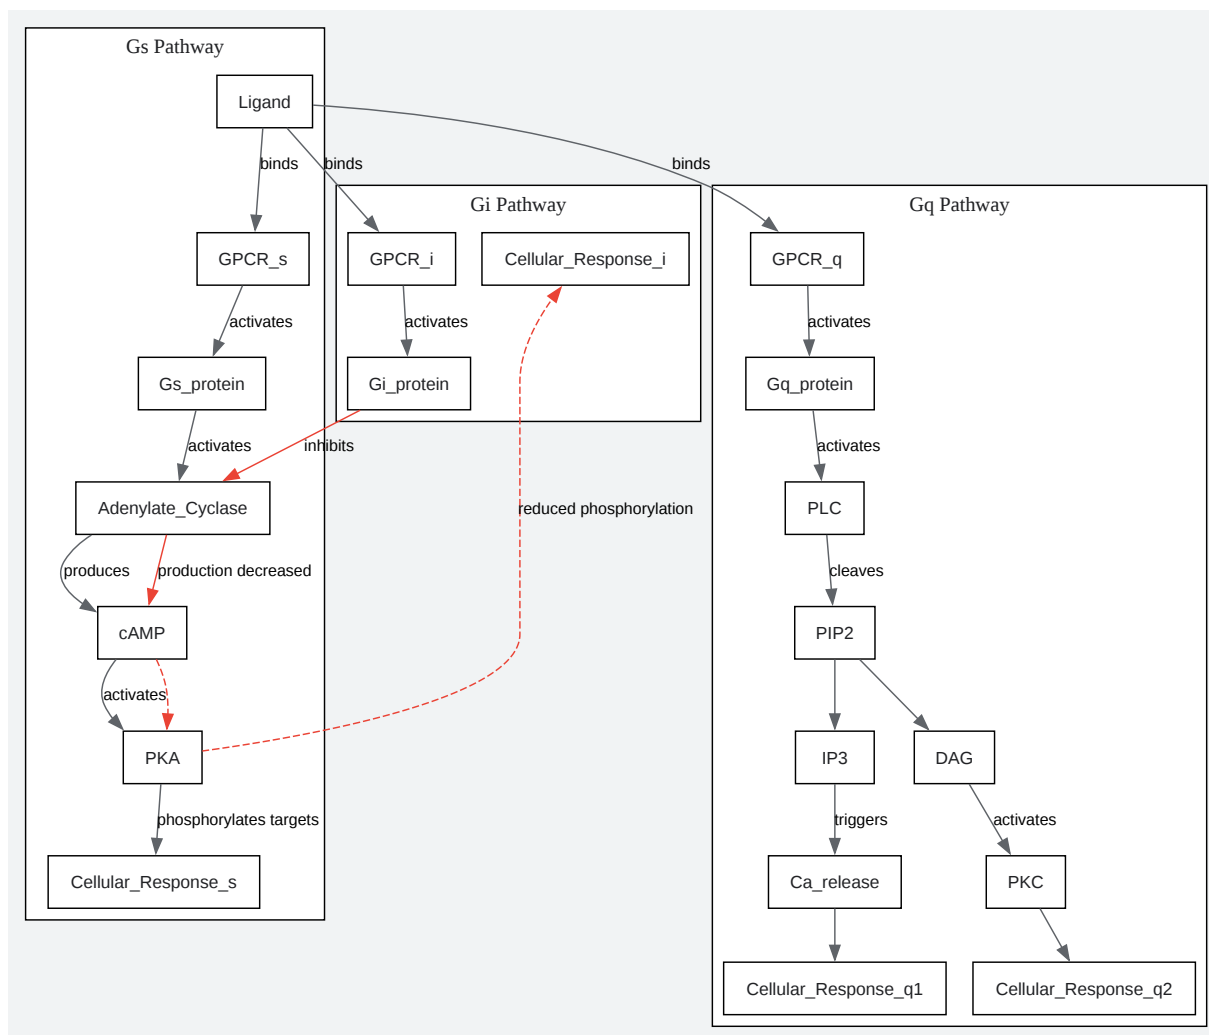 Gs Pathway
Ligand
binds
binds
binds
Gi Pathway
Gq Pathway
GPCR_s
GPCR_i
Cellular_Response_i
GPCR_q
activates
activates
activates
Gs_protein
Gi_protein
Gq_protein
activates
inhibits
activates
Adenylate_Cyclase
reduced phosphorylation
PLC
produces
production decreased
cleaves
cAMP
PIP2
activates
PKA
IP3
DAG
phosphorylates targets
triggers
activates
Cellular_Response_s
Ca_release
PKC
Cellular_Response_q1
Cellular_Response_q2